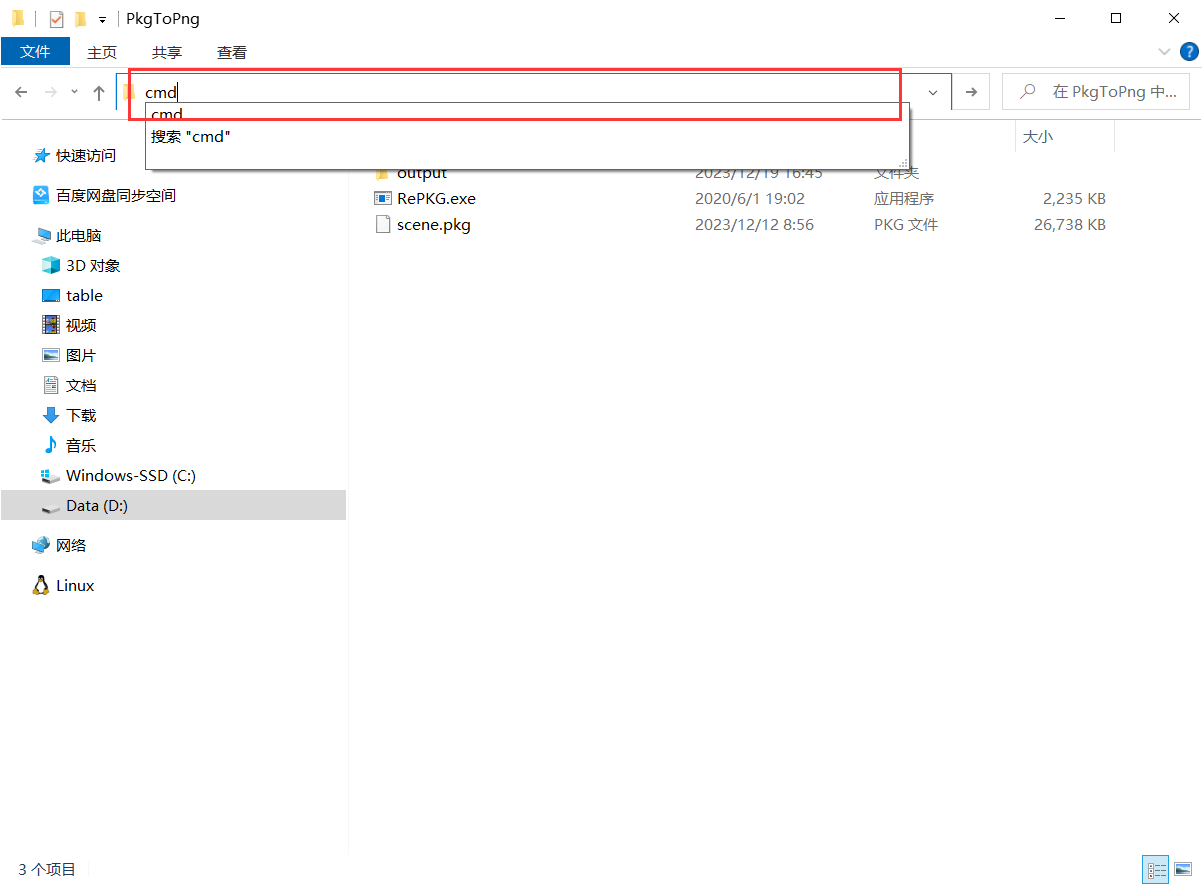 PkgToPng
文件 主页 共享 查看
cmd 在 PkgToPng 中...
cmd
搜索 "cmd"
大小
快速访问
百度网盘同步空间
此电脑
3D 对象
table
视频
图片
文档
下载
音乐
Windows-SSD (C:)
Data (D:)
网络
Linux
output 2023/12/19 16:45 文件夹
RePKG.exe 2020/6/1 19:02 应用程序 2,235 KB
scene.pkg 2023/12/12 8:56 PKG 文件 26,738 KB
3 个项目